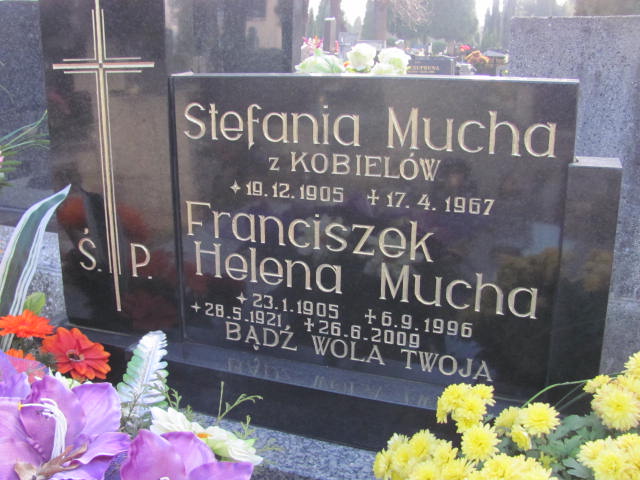 Ś. P.
Stefania Mucha
z KOBIELÓW
✦19.12.1905 ✝17.4.1967
Franciszek
Helena Mucha
✦23.1.1905 ✝6.9.1996
✦28.5.1921 ✝26.6.2009
BĄDŹ WOLA TWOJA